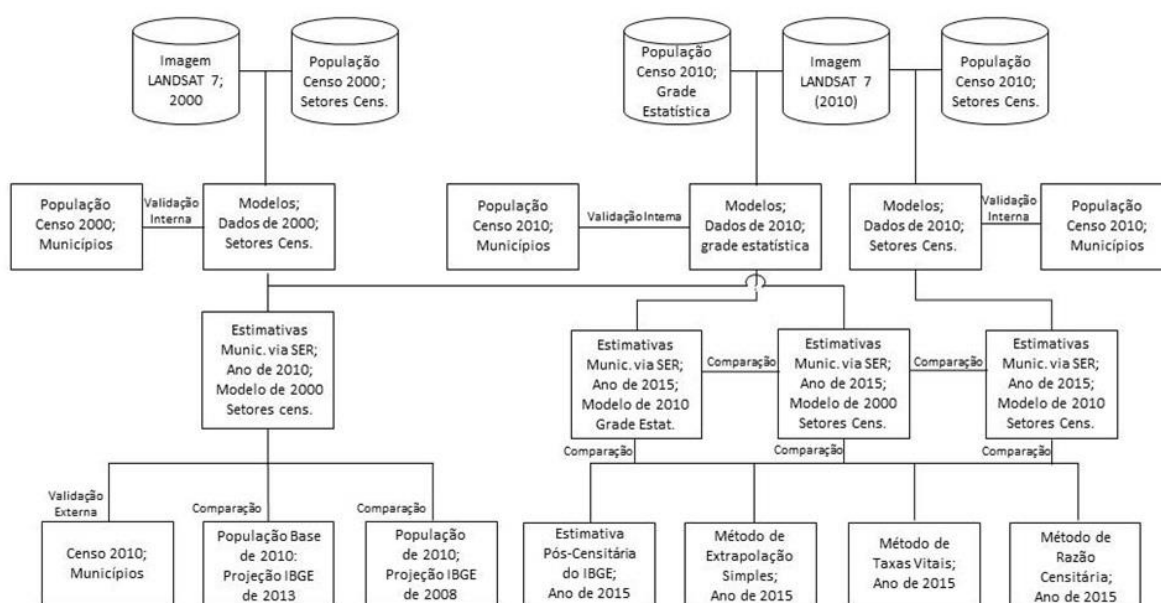 Imagem
LANDSAT 7;
2000
População
Censo 2000;
Setores Cens.
População
Censo 2010;
Grade
Estatística
Imagem
LANDSAT 7
(2010)
População
Censo 2010;
Setores Cens.
População
Censo 2000;
Municípios
Validação
Interna
Modelos;
Dados de 2000;
Setores Cens.
População
Censo 2010;
Municípios
Validação Interna
Modelos;
Dados de 2010;
grade estatística
Modelos;
Dados de 2010;
Setores Cens.
Validação
Interna
População
Censo 2010;
Municípios
Estimativas
Munic. via SER;
Ano de 2010;
Modelo de 2000
Setores cens.
Estimativas
Munic. via SER;
Ano de 2015;
Modelo de 2010
Grade Estat.
Comparação
Estimativas
Munic. via SER;
Ano de 2015;
Modelo de 2000
Setores Cens.
Comparação
Estimativas
Munic. via SER;
Ano de 2015;
Modelo de 2010
Setores Cens.
Comparação
Comparação
Comparação
Validação
Externa
Comparação
Comparação
Censo 2010;
Municípios
População Base
de 2010:
Projeção IBGE
de 2013
População
de 2010;
Projeção IBGE
de 2008
Estimativa
Pós-Censitária
do IBGE;
Ano de 2015
Método de
Extrapolação
Simples;
Ano de 2015
Método de
Taxas Vitais;
Ano de 2015
Método de
Razão
Censitária;
Ano de 2015